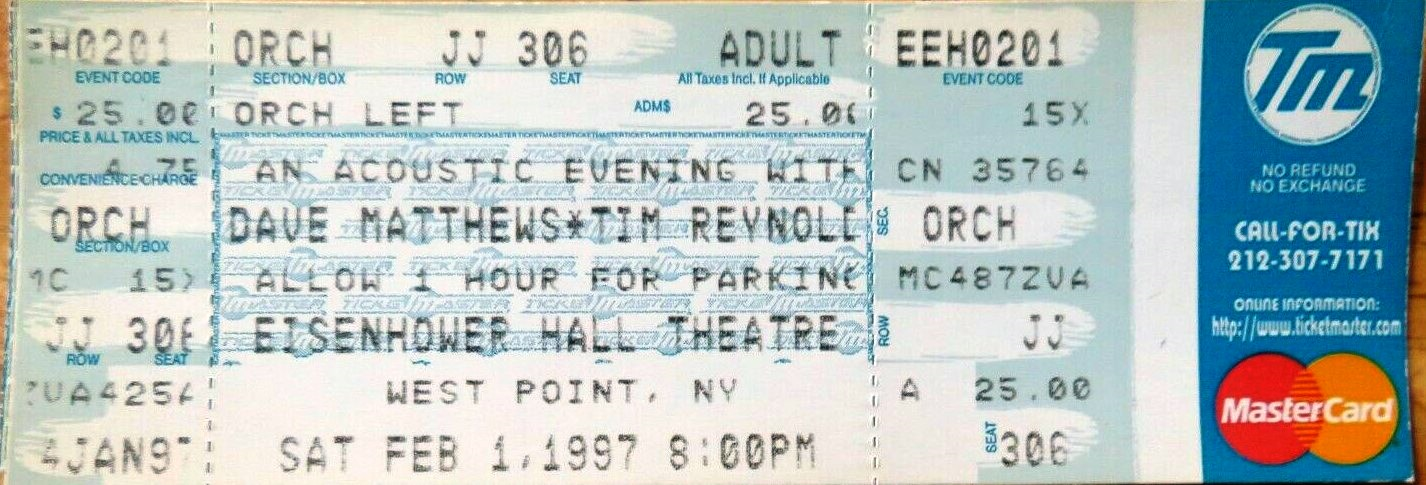 EH0201 ORCH JJ 306 ADULT EEH0201
EVENT CODE SECTION/BOX ROW SEAT All Taxes Incl. If Applicable EVENT CODE
$ 25.00 ORCH LEFT ADM$ 25.00 15X
PRICE & ALL TAXES INCL.
AN ACOUSTIC EVENING WITH CN 35764
CONVENIENCE CHARGE
ORCH DAVE MATTHEWS*TIM REYNOLD SEC. ORCH
SECTION/BOX
MC 15X ALLOW 1 HOUR FOR PARKING MC487ZVA
JJ 306 EISENHOWER HALL THEATRE ROW JJ
ROW SEAT
ZVA425A WEST POINT, NY A 25.00
4JAN97 SAT FEB 1,1997 8:00PM SEAT 306
TM
NO REFUND
NO EXCHANGE
CALL-FOR-TIX
212-307-7171
ONLINE INFORMATION:
http://www.ticketmaster.com
MasterCard